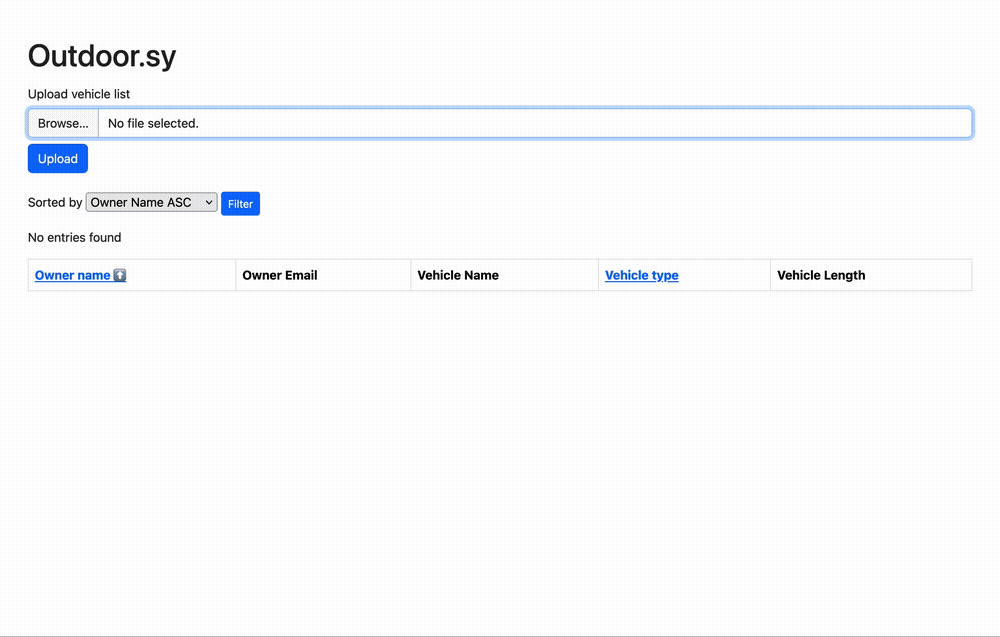 Outdoor.sy
Upload vehicle list
Browse... No file selected.
Upload
Sorted by Owner Name ASC Filter
No entries found
Owner name ⬆️ Owner Email Vehicle Name Vehicle type Vehicle Length